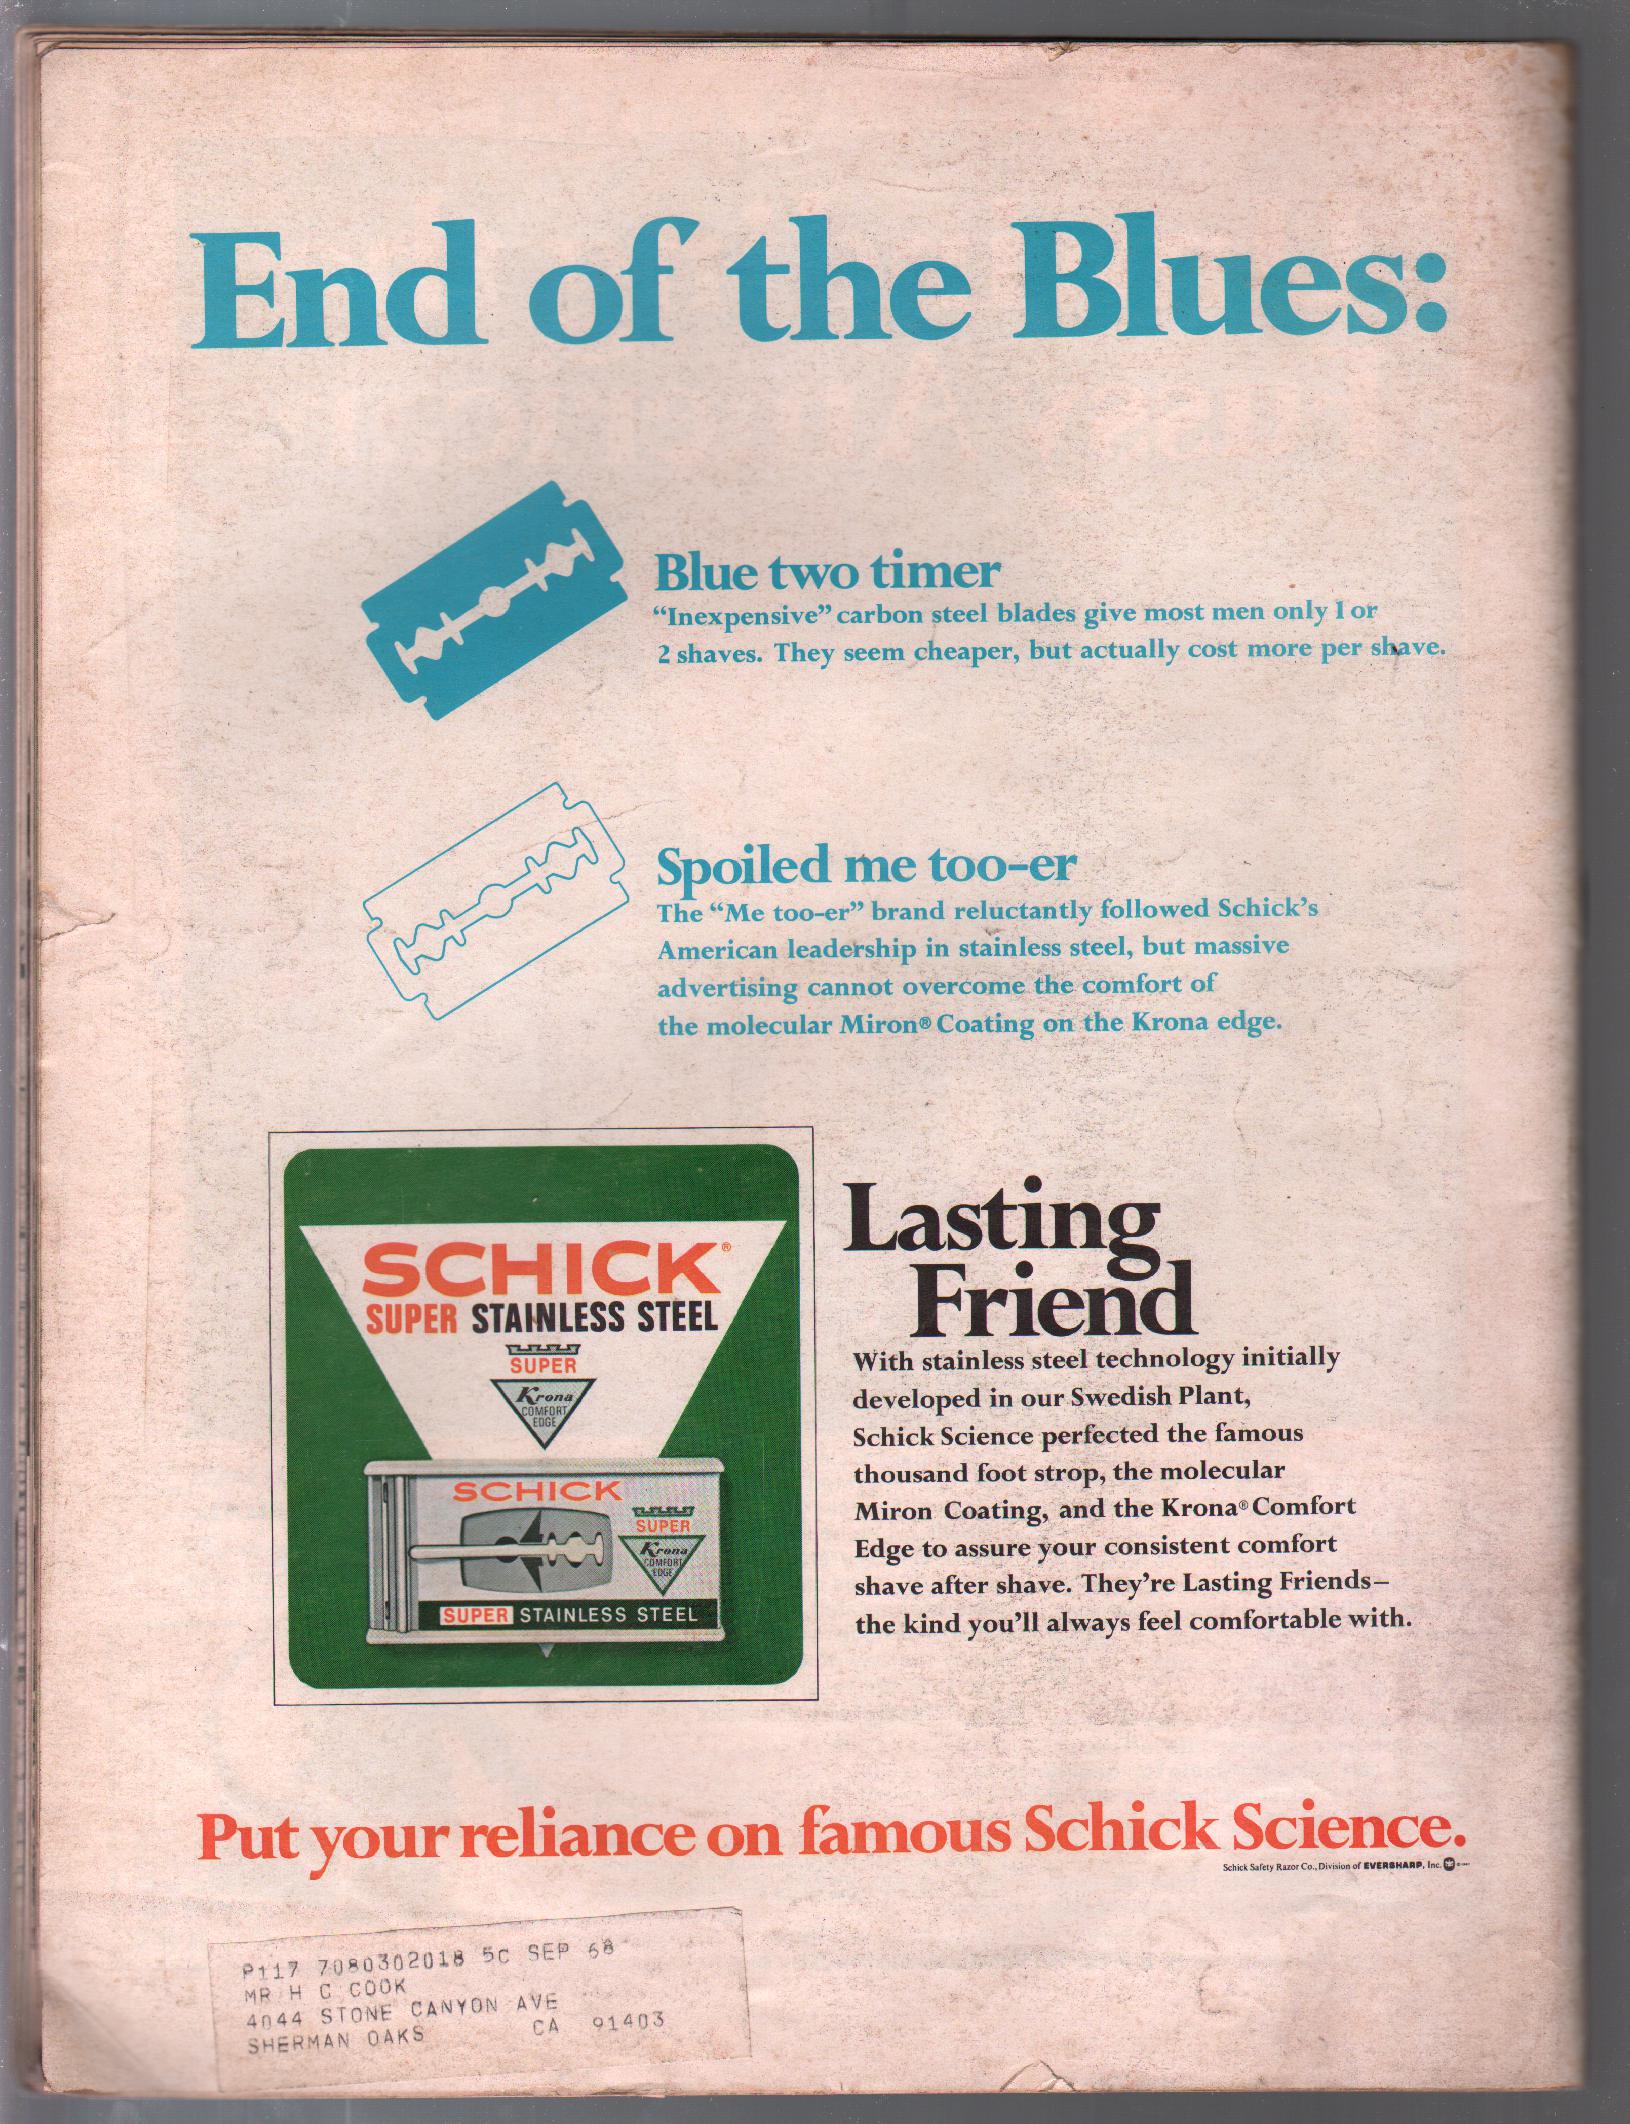 End of the Blues:
Blue two timer
“Inexpensive” carbon steel blades give most men only 1 or
2 shaves. They seem cheaper, but actually cost more per shave.
Spoiled me too-er
The “Me too-er” brand reluctantly followed Schick’s
American leadership in stainless steel, but massive
advertising cannot overcome the comfort of
the molecular Miron® Coating on the Krona edge.
SCHICK®
SUPER STAINLESS STEEL
SUPER
Krona
COMFORT
EDGE
SCHICK
SUPER
Krona
COMFORT
EDGE
SUPER STAINLESS STEEL
Lasting
Friend
With stainless steel technology initially
developed in our Swedish Plant,
Schick Science perfected the famous
thousand foot strop, the molecular
Miron Coating, and the Krona® Comfort
Edge to assure your consistent comfort
shave after shave. They’re Lasting Friends–
the kind you’ll always feel comfortable with.
Put your reliance on famous Schick Science.
Schick Safety Razor Co., Division of EVERSHARP, Inc.
P117 7080302018 5C SEP 68
MR H C COOK
4044 STONE CANYON AVE
SHERMAN OAKS CA 91403